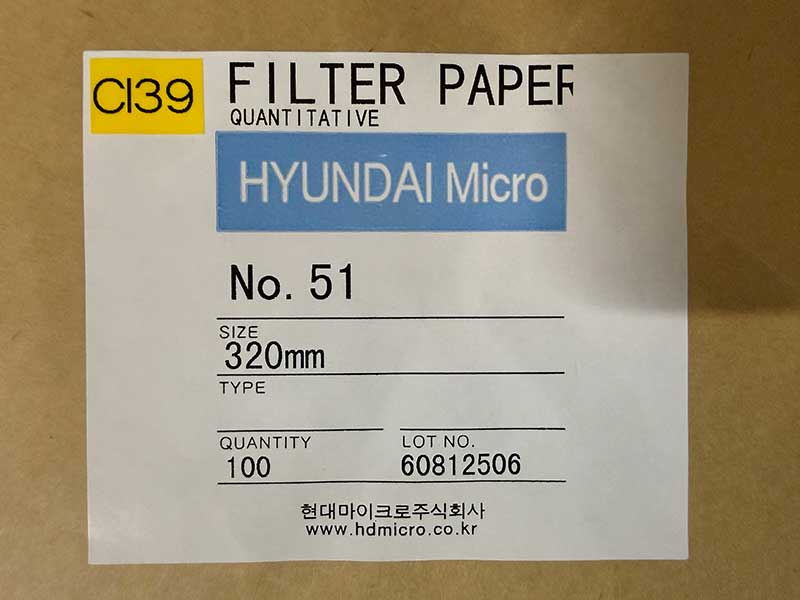 CI39
FILTER PAPER
QUANTITATIVE
HYUNDAI Micro
No. 51
SIZE
320mm
TYPE
QUANTITY
100
LOT NO.
60812506
현대마이크로주식회사
www.hdmicro.co.kr